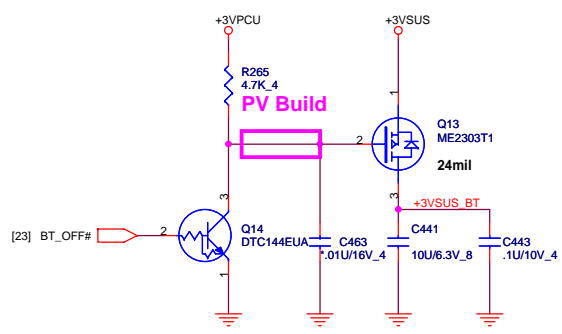 +3VPCU
+3VSUS
R265
4.7K_4
PV Build
1
Q13
ME2303T1
2
24mil
3
+3VSUS_BT
3
[23] BT_OFF#
2
Q14
DTC144EUA
1
C463
*.01U/16V_4
C441
10U/6.3V_8
C443
.1U/10V_4